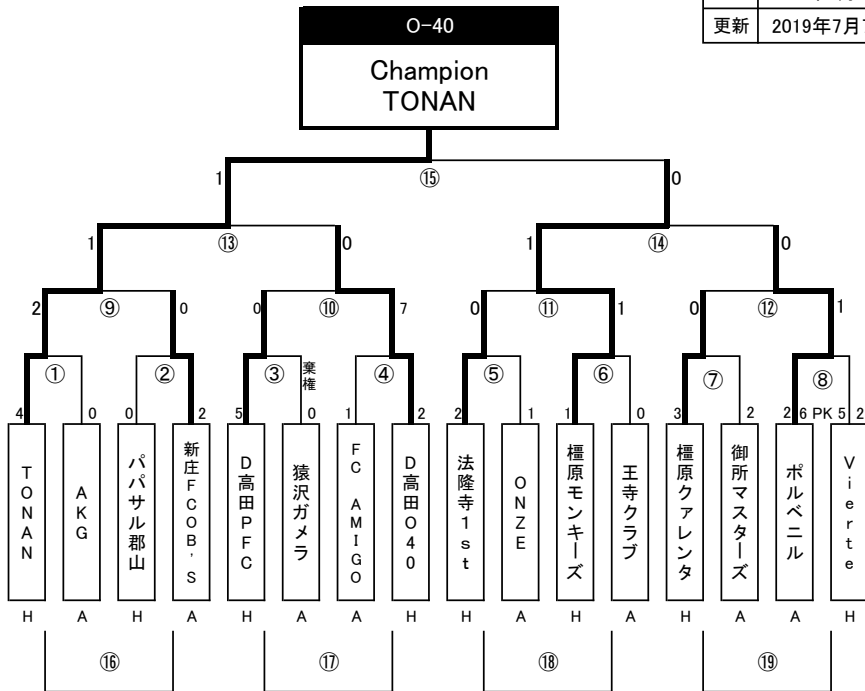 O-40
更新 2019年7月
Champion
TONAN
1 ⑮ 0
1 ⑬ 0 1 ⑭ 0
2 ⑨ 0 0 ⑩ 7 0 ⑪ 1 0 ⑫ 1
① ② ③ 棄権 ④ ⑤ ⑥ ⑦ ⑧
4 0 0 2 5 0 1 2 2 1 1 0 3 2 2 6 PK 5 2
TONAN
AKG
パパサル郡山
新庄FCOB'S
D高田PFC
猿沢ガメラ
FC AMIGO
D高田O40
法隆寺1st
ONZE
橿原モンキーズ
王寺クラブ
橿原クァレンタ
御所マスターズ
ポルベニル
Vierte
H A H A H A A H H A H A H A A H
⑯ ⑰ ⑱ ⑲